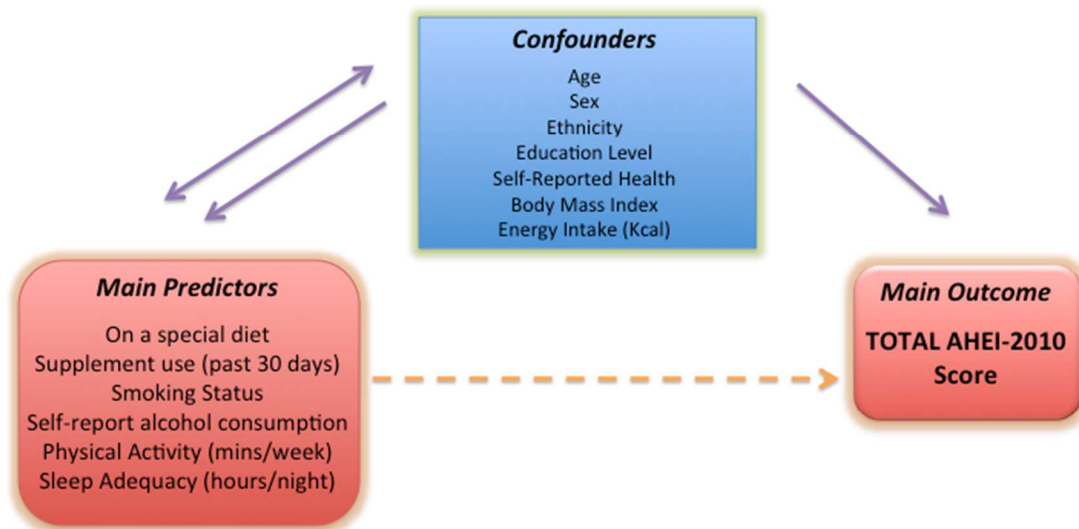 Confounders
Age
Sex
Ethnicity
Education Level
Self-Reported Health
Body Mass Index
Energy Intake (Kcal)
Main Predictors
On a special diet
Supplement use (past 30 days)
Smoking Status
Self-report alcohol consumption
Physical Activity (mins/week)
Sleep Adequacy (hours/night)
Main Outcome
TOTAL AHEI-2010
Score